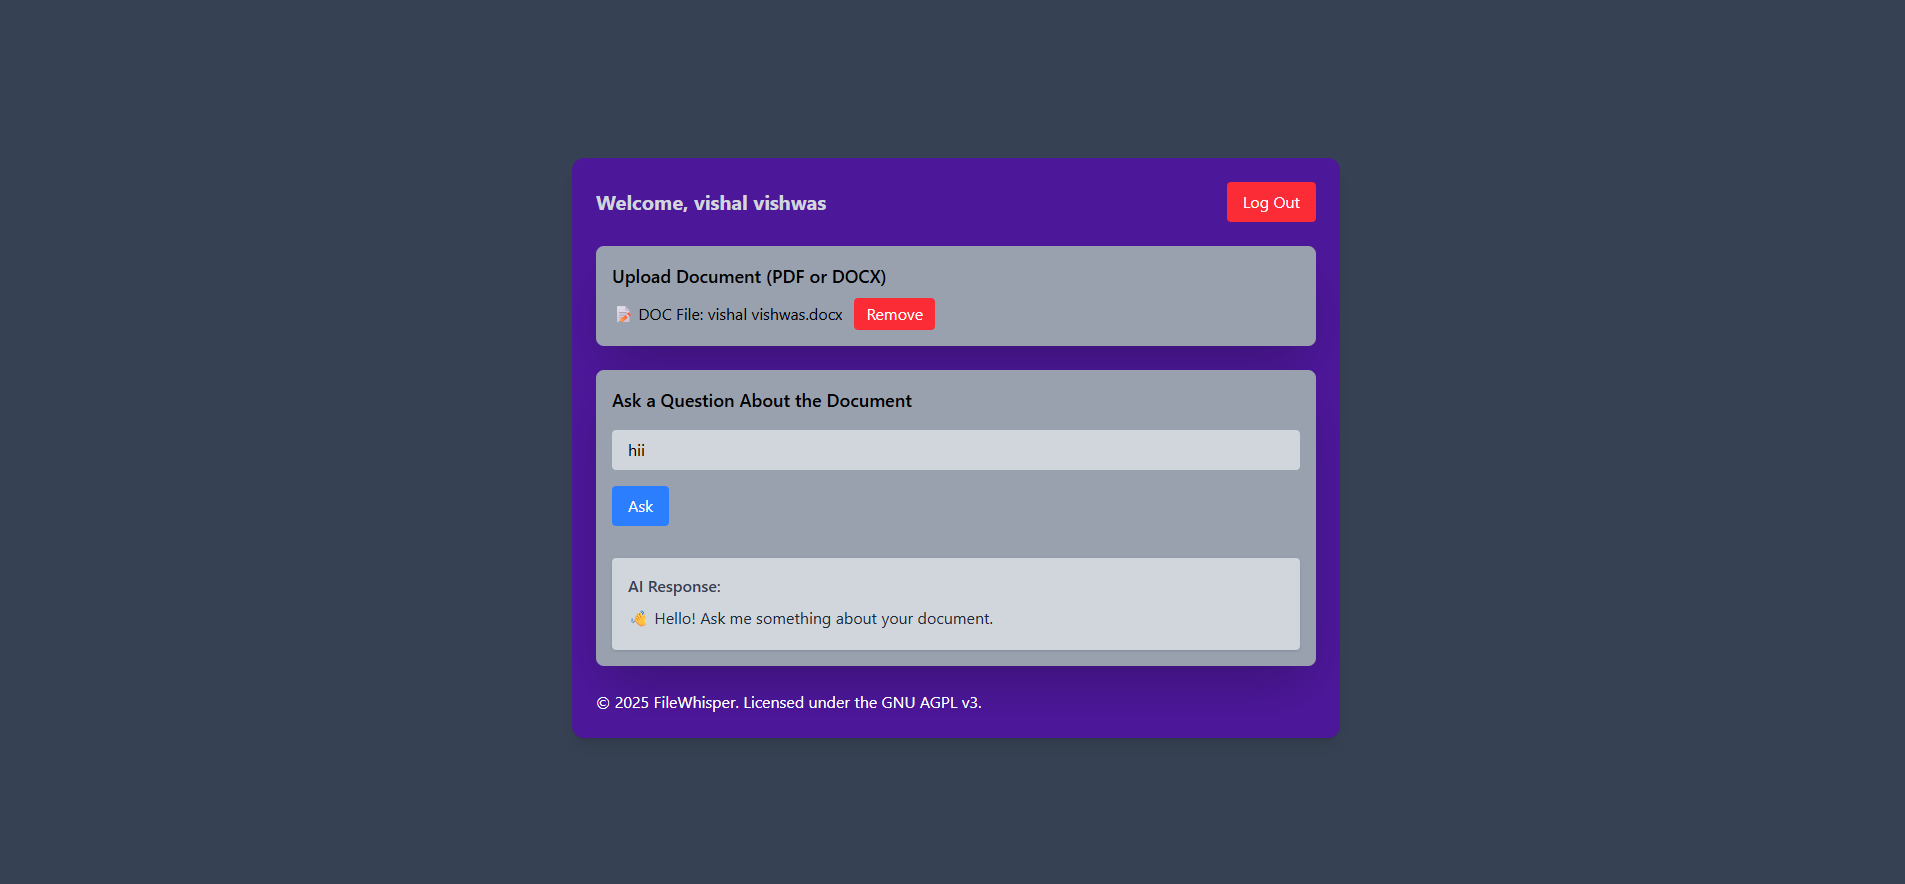 Welcome, vishal vishwas
Log Out
Upload Document (PDF or DOCX)
📝 DOC File: vishal vishwas.docx
Remove
Ask a Question About the Document
hii
Ask
AI Response:
👋 Hello! Ask me something about your document.
© 2025 FileWhisper. Licensed under the GNU AGPL v3.